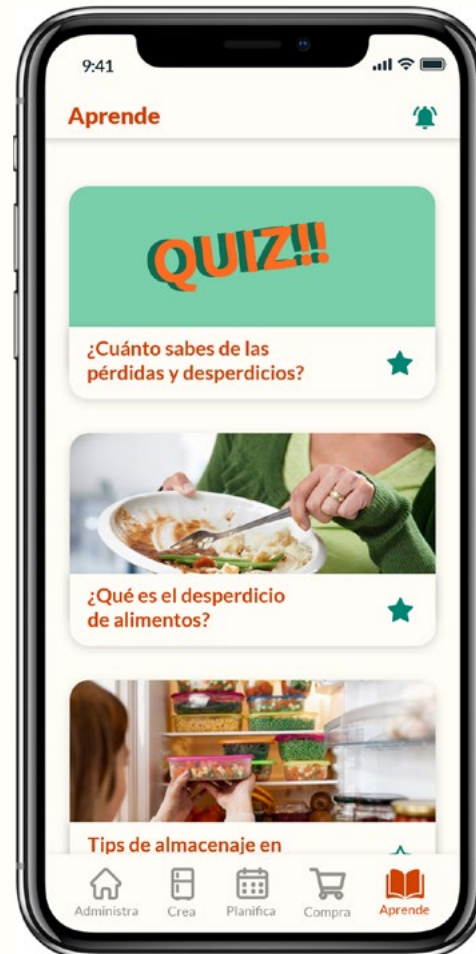 9:41
Aprende
QUIZ!!!
¿Cuánto sabes de las
pérdidas y desperdicios?
¿Qué es el desperdicio
de alimentos?
Tips de almacenaje en
Administra
Crea
Planifica
Compra
Aprende